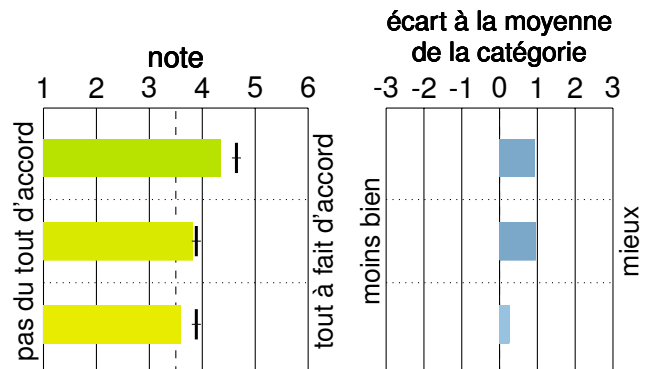 note
1 2 3 4 5 6
pas du tout d'accord
tout à fait d'accord
écart à la moyenne
de la catégorie
-3 -2 -1 0 1 2 3
moins bien
mieux